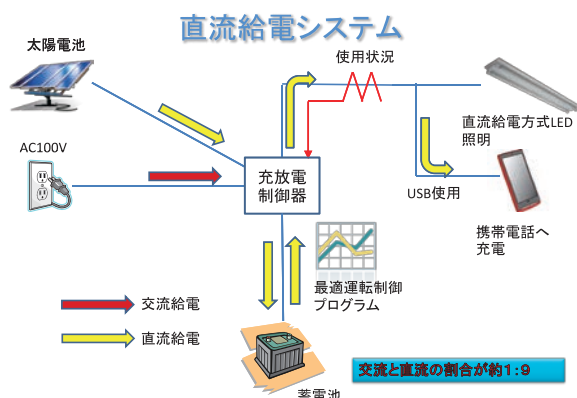 直流給電システム
太陽電池
使用状況
AC100V
充放電
制御器
直流給電方式LED
照明
USB使用
携帯電話へ
充電
最適運転制御
プログラム
交流給電
直流給電
蓄電池
交流と直流の割合が約1:9